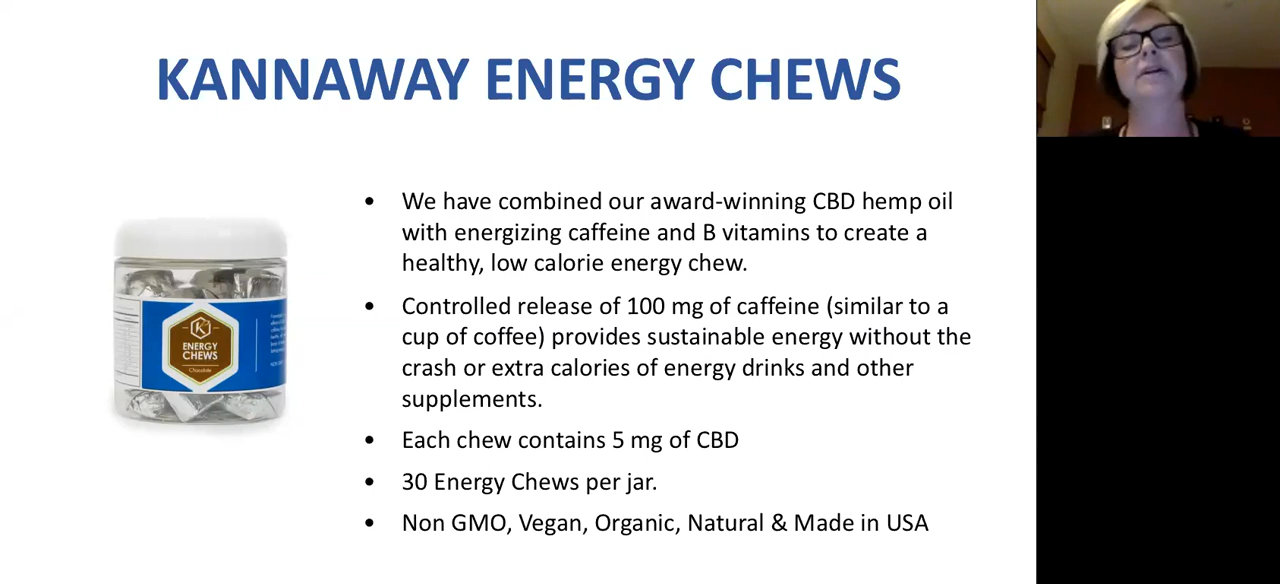 KANNAWAY ENERGY CHEWS
• We have combined our award-winning CBD hemp oil
with energizing caffeine and B vitamins to create a
healthy, low calorie energy chew.
• Controlled release of 100 mg of caffeine (similar to a
cup of coffee) provides sustainable energy without the
crash or extra calories of energy drinks and other
supplements.
• Each chew contains 5 mg of CBD
• 30 Energy Chews per jar.
• Non GMO, Vegan, Organic, Natural & Made in USA
K
ENERGY
CHEWS
Chocolate